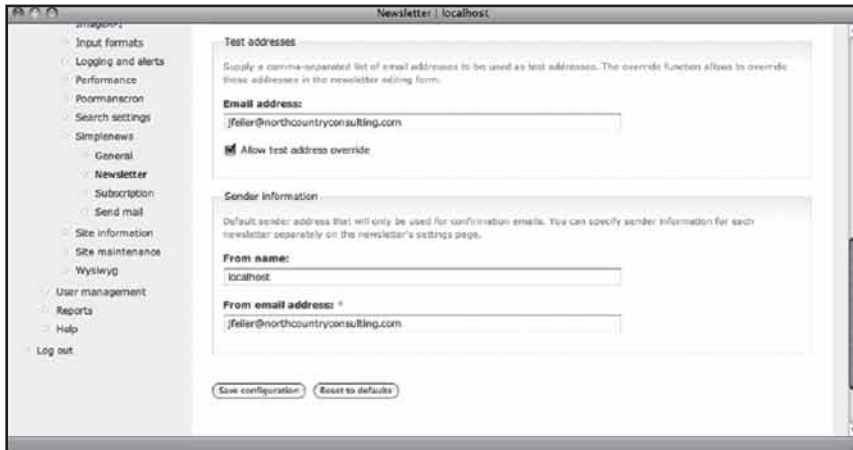 Newsletter | localhost
ImageAPI
Input formats
Logging and alerts
Performance
Poormanscron
Search settings
Simplenews
General
Newsletter
Subscription
Send mail
Site information
Site maintenance
Wysiwyg
User management
Reports
Help
Log out
Test addresses
Supply a comma-separated list of email addresses to be used as test addresses. The override function allows to override
these addresses in the newsletter editing form.
Email address:
jfeiler@northcountryconsulting.com
Allow test address override
Sender information
Default sender address that will only be used for confirmation emails. You can specify sender information for each
newsletter separately on the newsletter's settings page.
From name:
localhost
From email address: *
jfeiler@northcountryconsulting.com
Save configuration
Reset to defaults